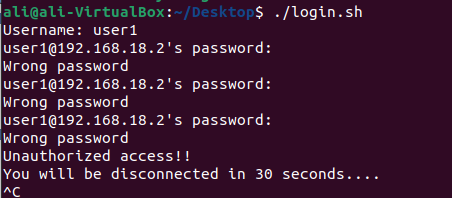 ali@ali-VirtualBox:~/Desktop$ ./login.sh
Username: user1
user1@192.168.18.2's password:
Wrong password
user1@192.168.18.2's password:
Wrong password
user1@192.168.18.2's password:
Wrong password
Unauthorized access!!
You will be disconnected in 30 seconds....
^C